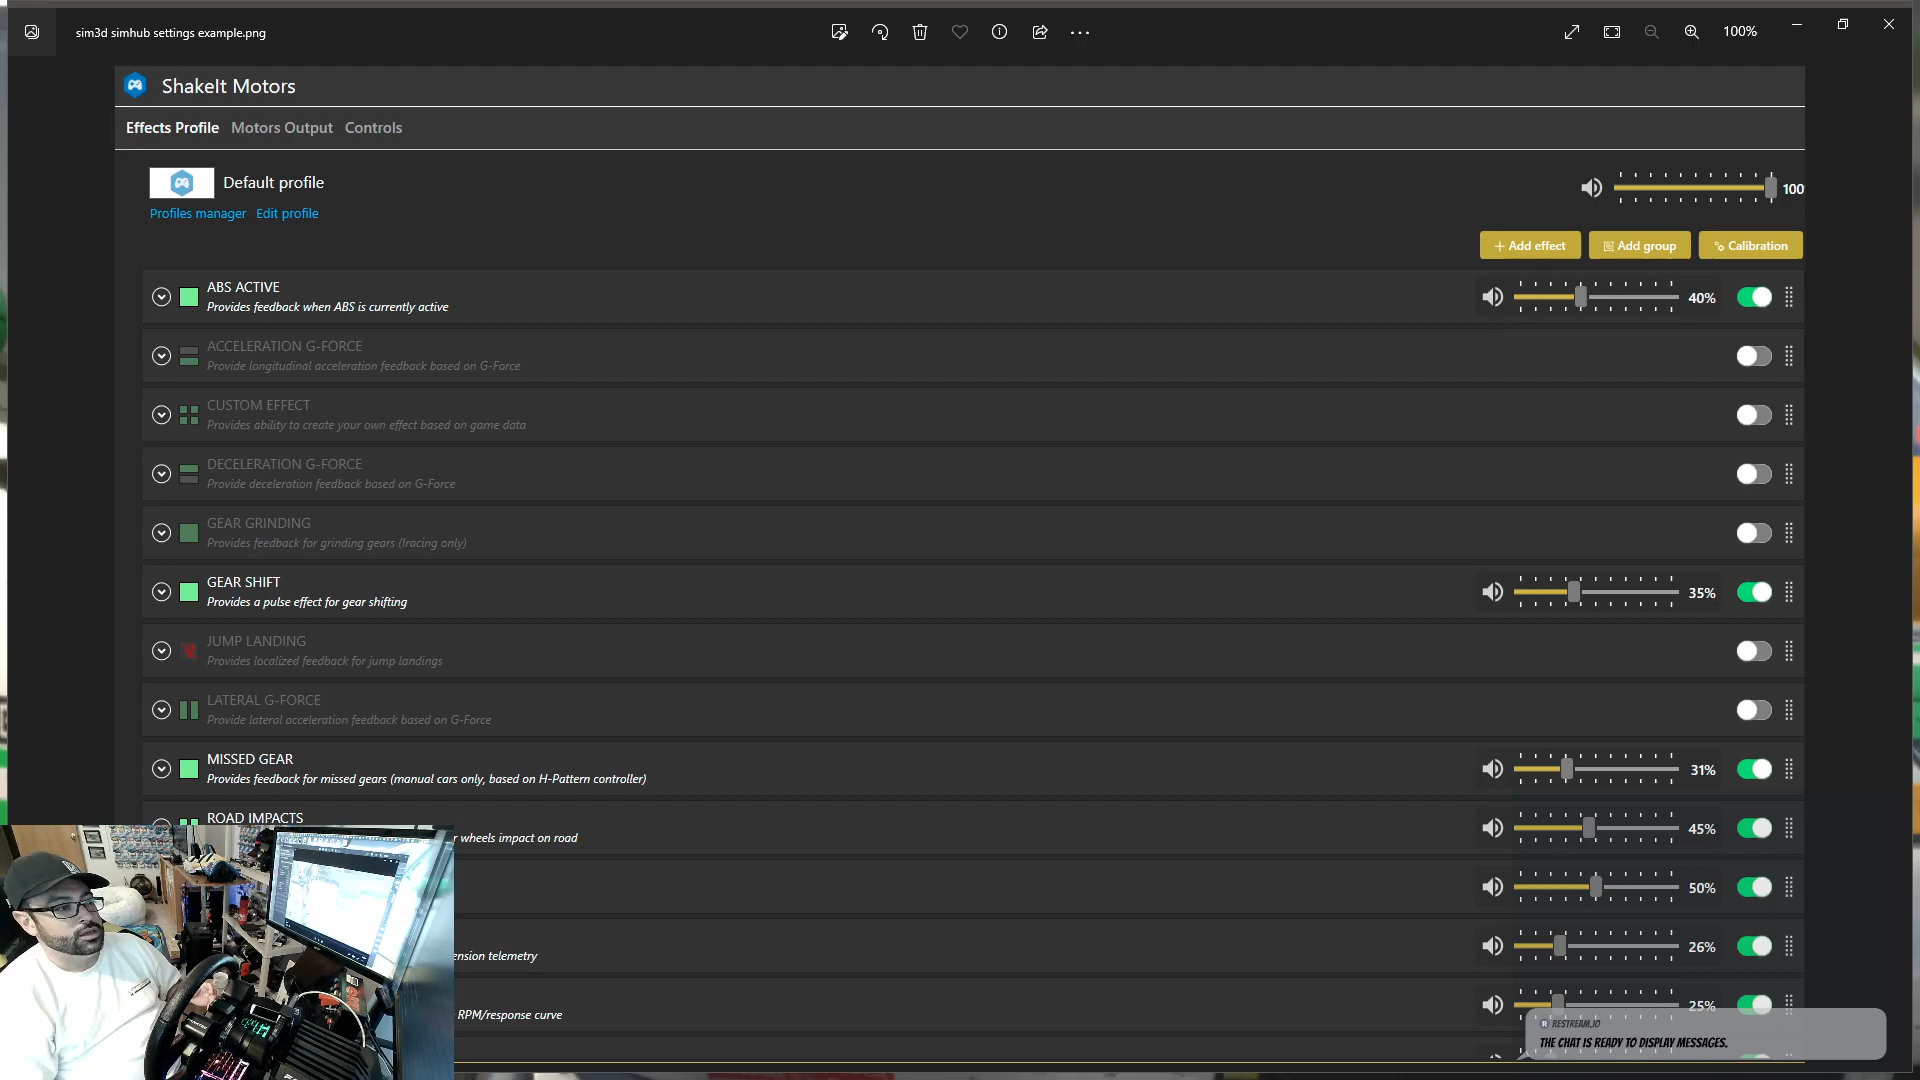 sim3d simhub settings example.png
100%
ShakeIt Motors
Effects Profile Motors Output Controls
Default profile
100
Profiles manager Edit profile
Add effect Add group Calibration
ABS ACTIVE
Provides feedback when ABS is currently active
40%
ACCELERATION G-FORCE
Provide longitudinal acceleration feedback based on G-Force
CUSTOM EFFECT
Provides ability to create your own effect based on game data
DECELERATION G-FORCE
Provide deceleration feedback based on G-Force
GEAR GRINDING
Provides feedback for grinding gears (Iracing only)
GEAR SHIFT
Provides a pulse effect for gear shifting
35%
JUMP LANDING
Provides localized feedback for jump landings
LATERAL G-FORCE
Provide lateral acceleration feedback based on G-Force
MISSED GEAR
Provides feedback for missed gears (manual cars only, based on H-Pattern controller)
31%
ROAD IMPACTS
r wheels impact on road
45%
50%
ension telemetry
26%
RPM/response curve
25%
RESTREAM.IO
THE CHAT IS READY TO DISPLAY MESSAGES.